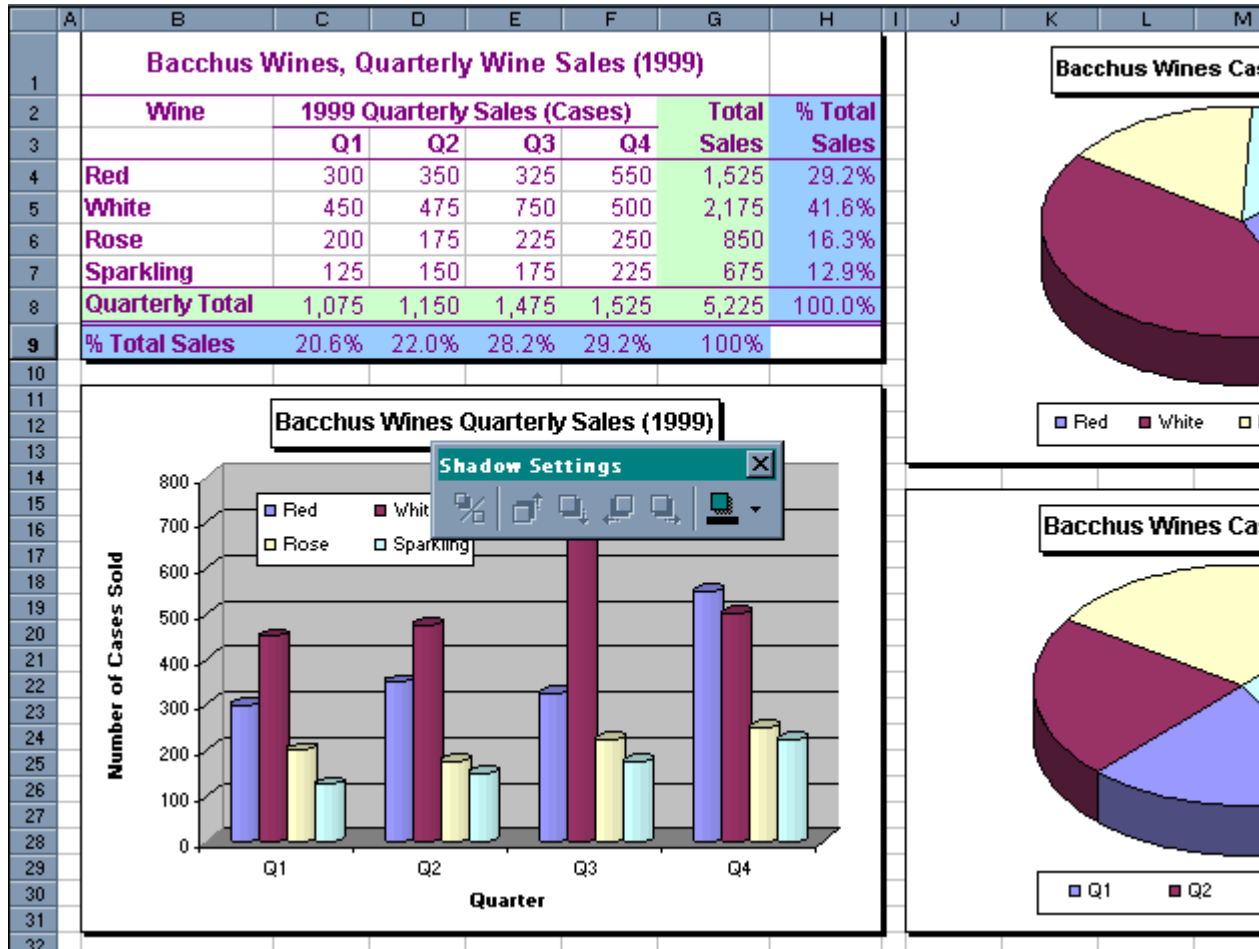 A B C D E F G H I J K L M
1 Bacchus Wines, Quarterly Wine Sales (1999)
2 Wine 1999 Quarterly Sales (Cases) Total % Total
3 Q1 Q2 Q3 Q4 Sales Sales
4 Red 300 350 325 550 1,525 29.2%
5 White 450 475 750 500 2,175 41.6%
6 Rose 200 175 225 250 850 16.3%
7 Sparkling 125 150 175 225 675 12.9%
8 Quarterly Total 1,075 1,150 1,475 1,525 5,225 100.0%
9 % Total Sales 20.6% 22.0% 28.2% 29.2% 100%
10
11
12
13
14
15
16
17
18
19
20
21
22
23
24
25
26
27
28
29
30
31
32
Bacchus Wines Quarterly Sales (1999)
Shadow Settings
Red Whit
Rose Sparkling
800
700
600
500
400
300
200
100
0
Number of Cases Sold
Q1 Q2 Q3 Q4
Quarter
Bacchus Wines Cas
Red White
Bacchus Wines Ca
Q1 Q2